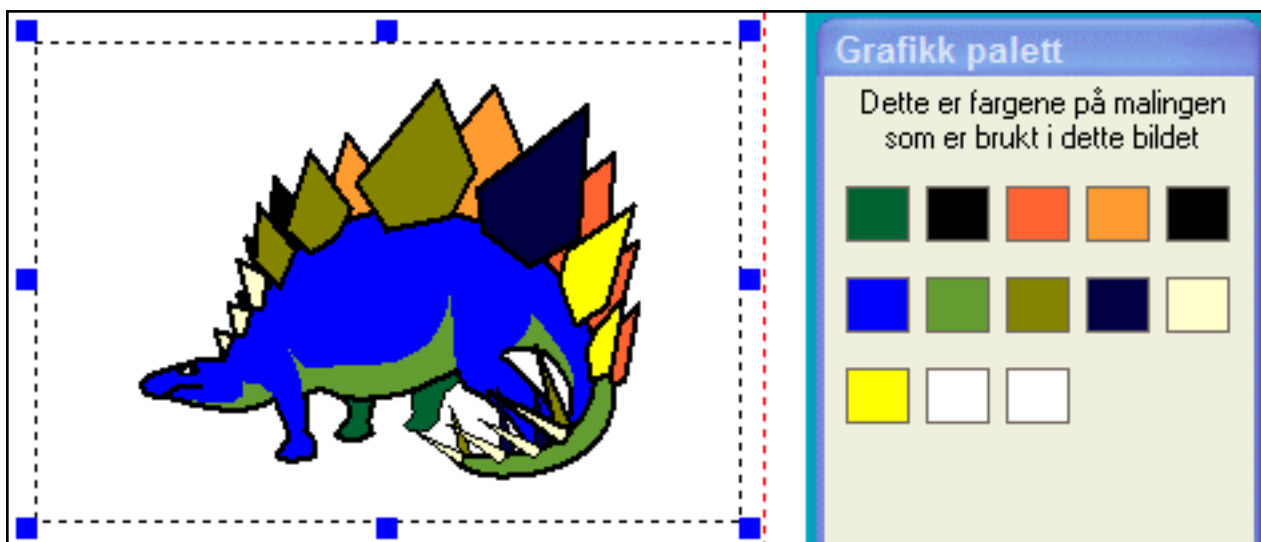 Grafikk palett
Dette er fargene på malingen
som er brukt i dette bildet